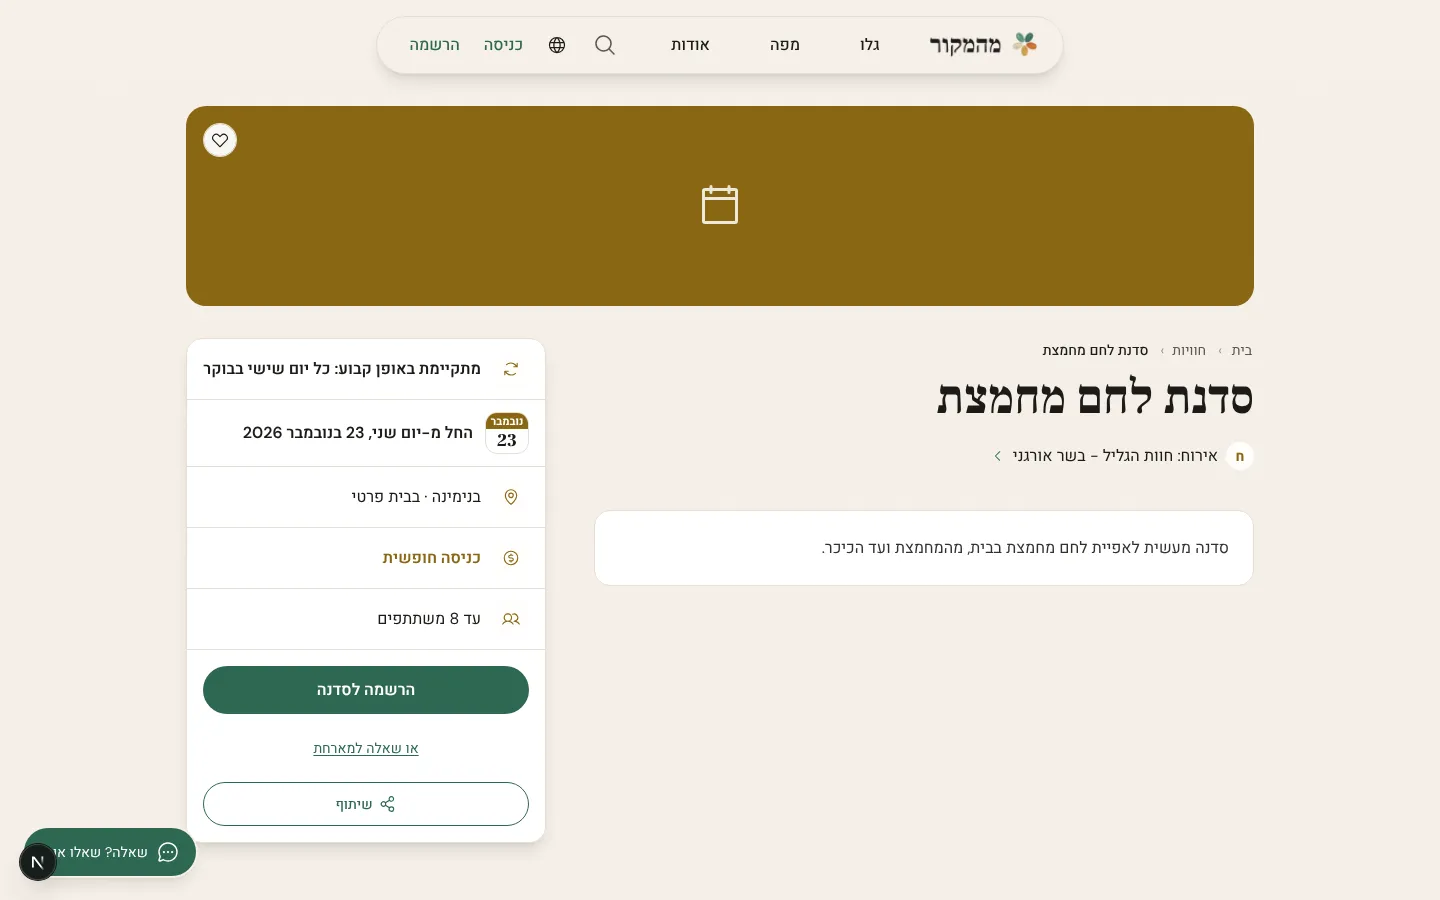 מהמקור
גלו
מפה
אודות
כניסה
הרשמה
בית › חוויות › סדנת לחם מחמצת
סדנת לחם מחמצת
ח
אירוח: חוות הגליל - בשר אורגני
סדנה מעשית לאפיית לחם מחמצת בבית, מהמחמצת ועד הכיכר.
מתקיימת באופן קבוע: כל יום שישי בבוקר
נובמבר
23
החל מ-יום שני, 23 בנובמבר 2026
בנימינה · בבית פרטי
כניסה חופשית
עד 8 משתתפים
הרשמה לסדנה
או שאלה למארחת
שיתוף
שאלה? שאלו
N